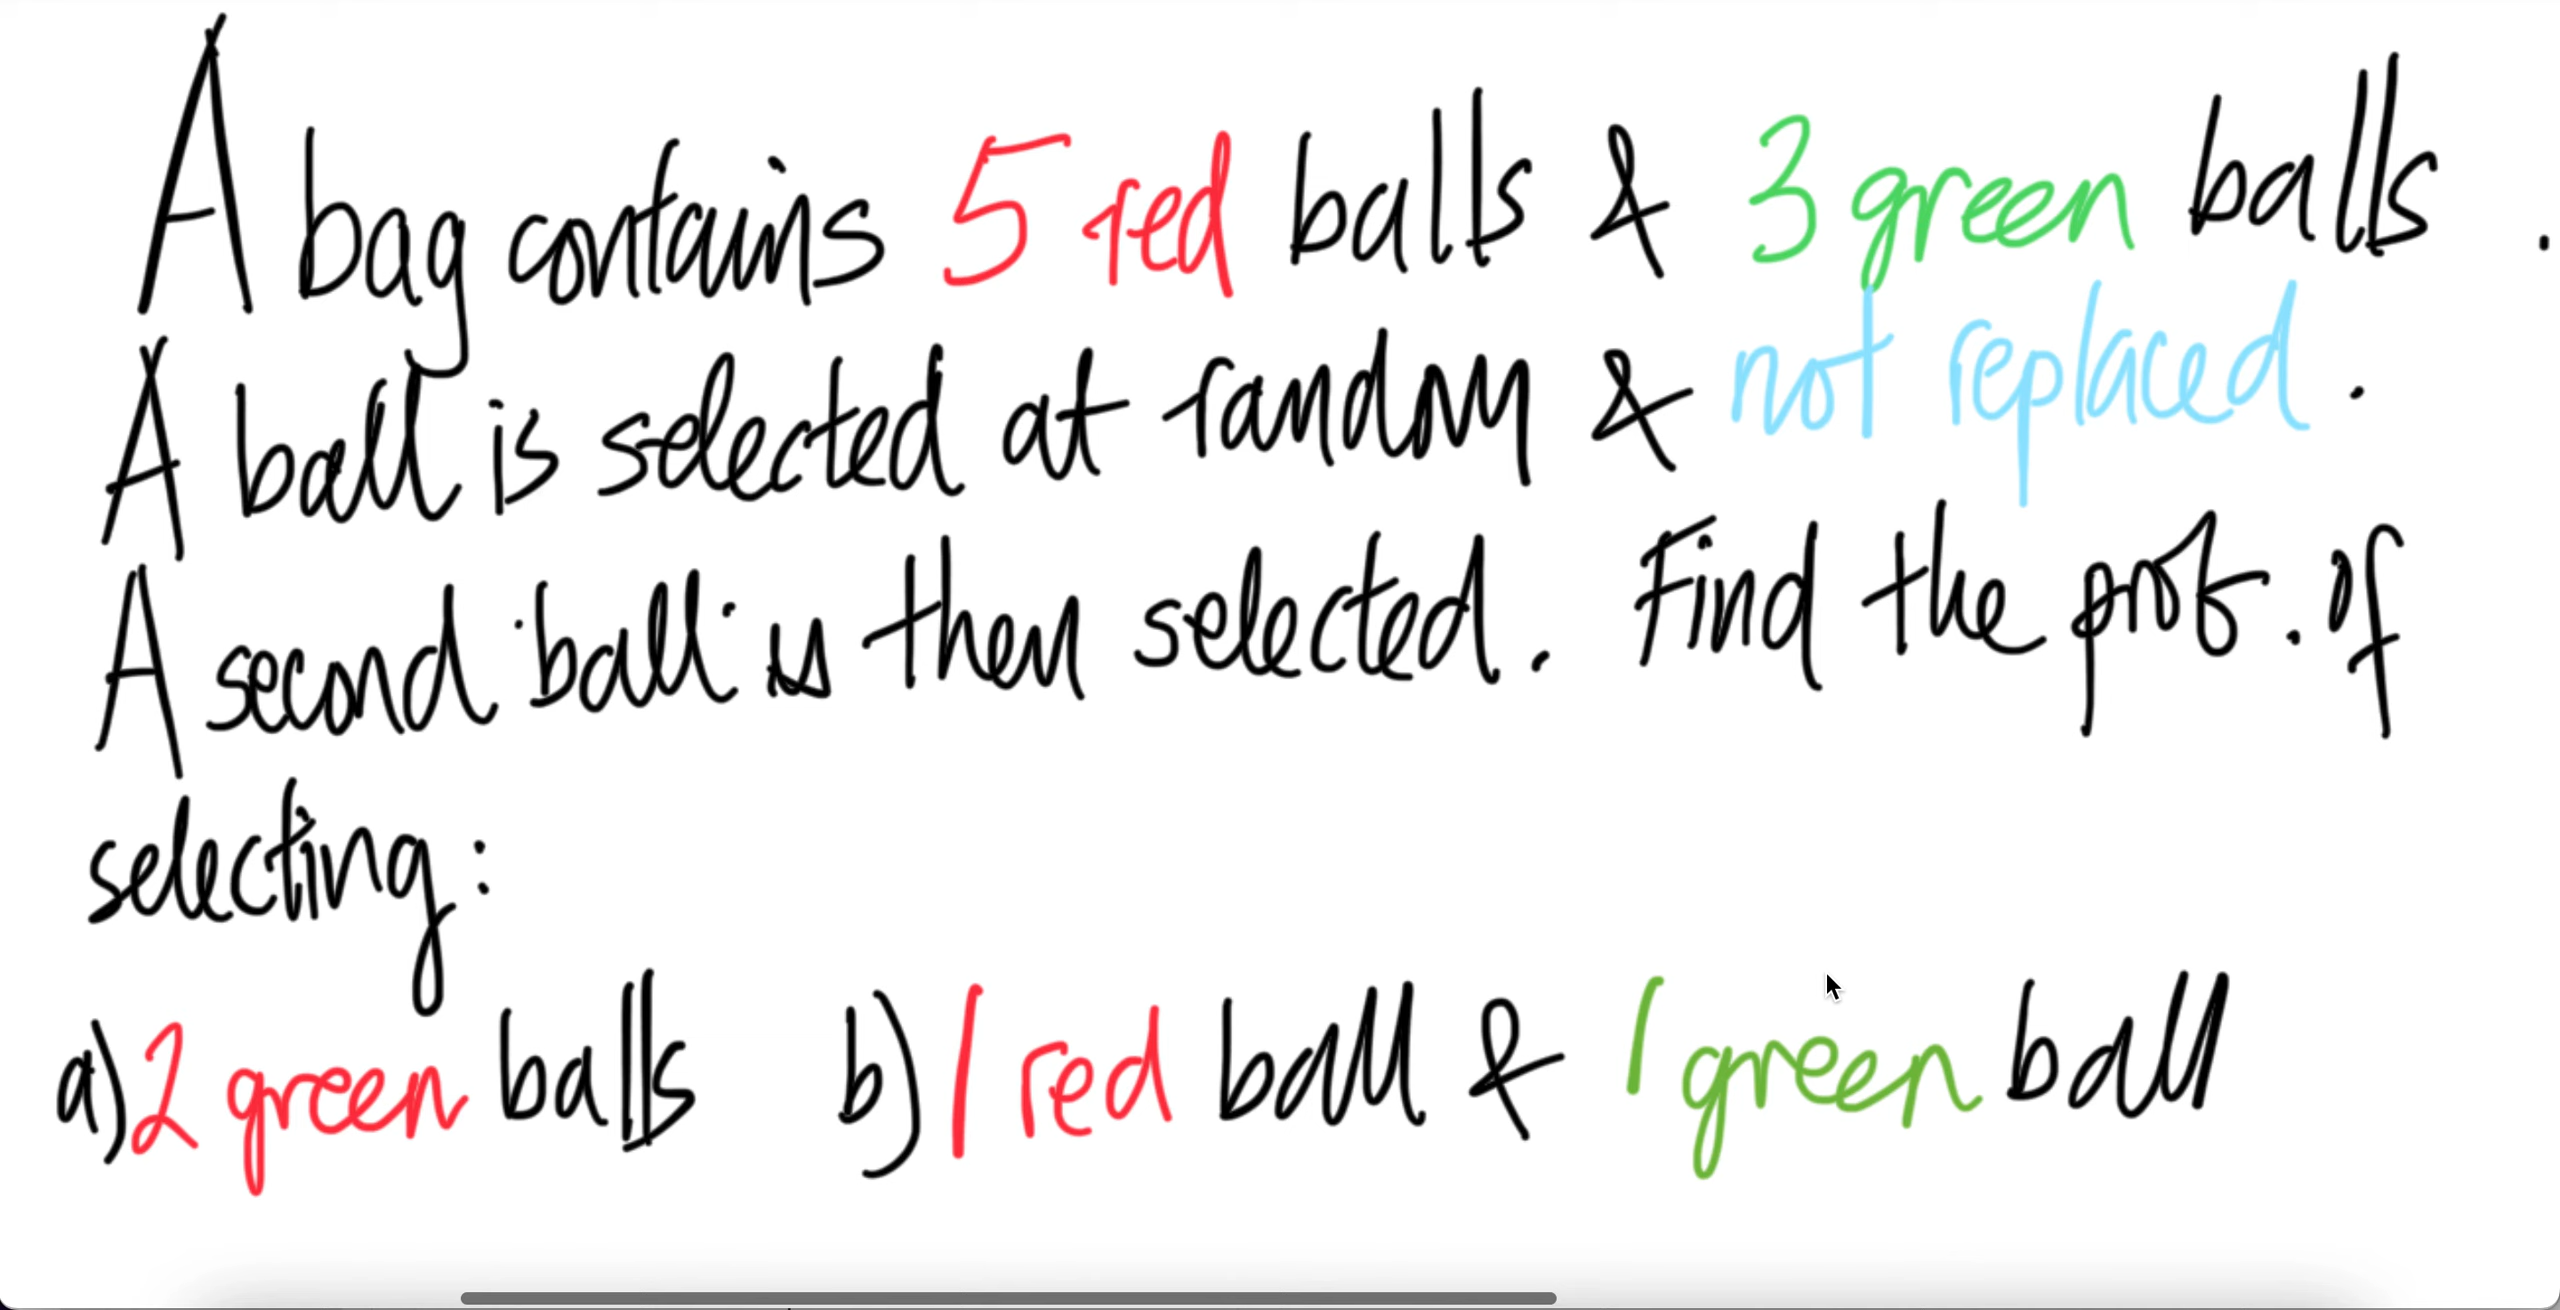 A bag contains 5 red balls & 3 green balls .
A ball is selected at random & not replaced .
A second ball is then selected. Find the prob. of
selecting:
a) 2 green balls b) 1 red ball & 1 green ball